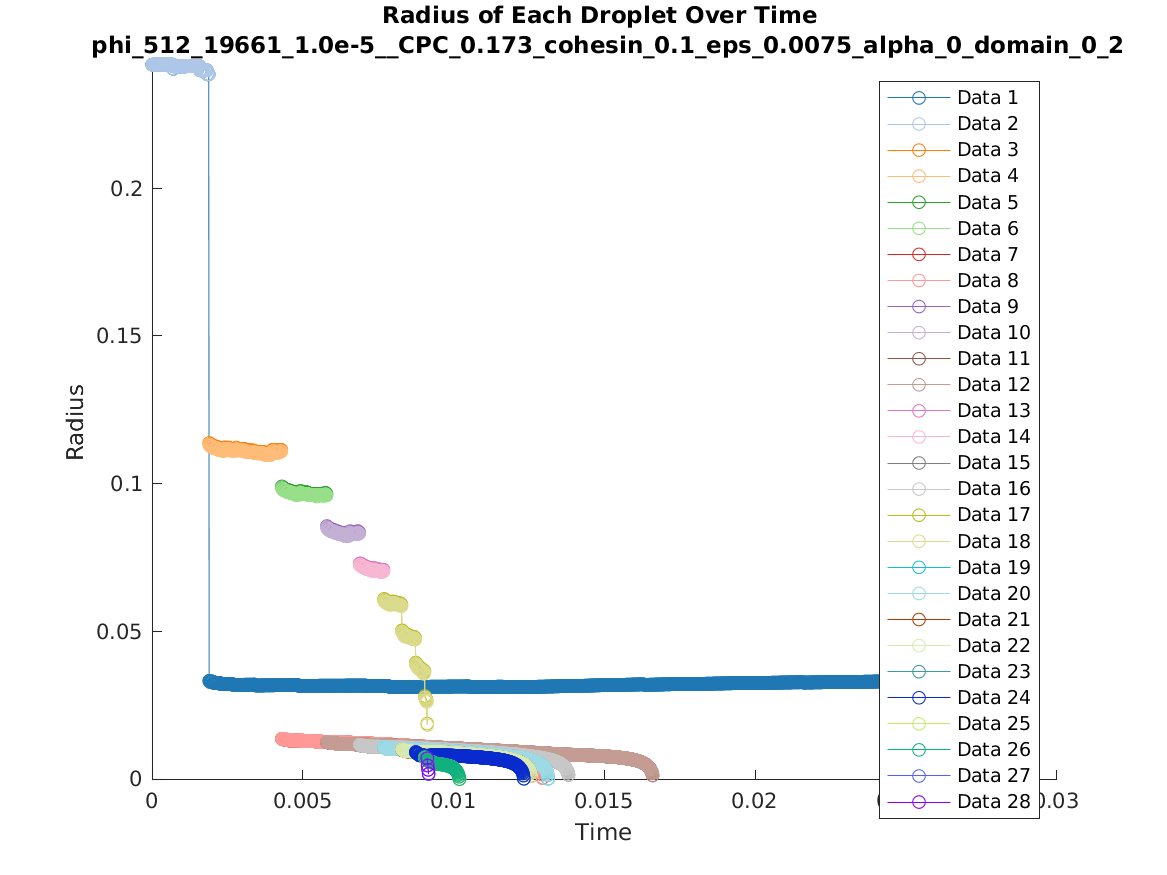 Radius of Each Droplet Over Time
phi_512_19661_1.0e-5__CPC_0.173_cohesin_0.1_eps_0.0075_alpha_0_domain_0_2
Radius
0.2
0.15
0.1
0.05
0
0 0.005 0.01 0.015 0.02 0.03
Time
Data 1
Data 2
Data 3
Data 4
Data 5
Data 6
Data 7
Data 8
Data 9
Data 10
Data 11
Data 12
Data 13
Data 14
Data 15
Data 16
Data 17
Data 18
Data 19
Data 20
Data 21
Data 22
Data 23
Data 24
Data 25
Data 26
Data 27
Data 28